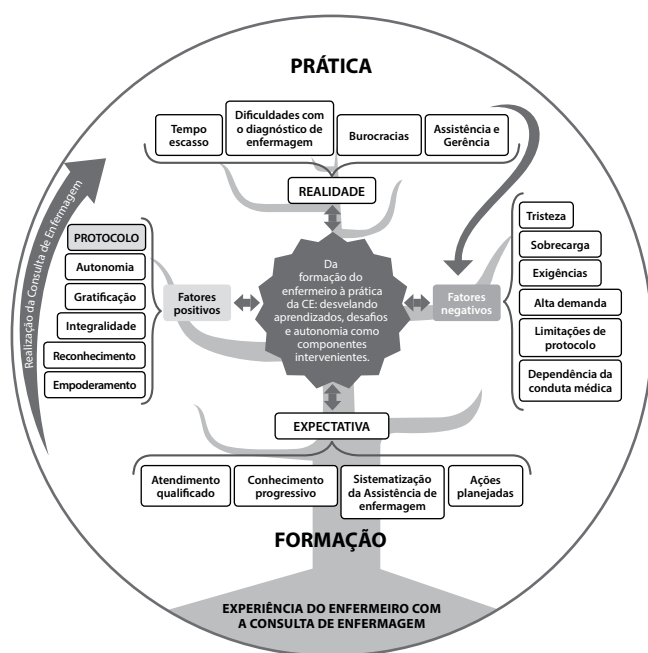 PRÁTICA
Tempo
escasso
Dificuldades com
o diagnóstico de
enfermagem
Burocracias
Assistência e
Gerência
REALIDADE
Realização da Consulta de Enfermagem
PROTOCOLO
Autonomia
Gratificação
Integralidade
Reconhecimento
Empoderamento
Fatores
positivos
Da
formação do
enfermeiro à prática
da CE: desvelando
aprendizados, desafios
e autonomia como
componentes
intervenientes.
Fatores
negativos
Tristeza
Sobrecarga
Exigências
Alta demanda
Limitações de
protocolo
Dependência da
conduta médica
EXPECTATIVA
Atendimento
qualificado
Conhecimento
progressivo
Sistematização
da Assistência de
enfermagem
Ações
planejadas
FORMAÇÃO
EXPERIÊNCIA DO ENFERMEIRO COM
A CONSULTA DE ENFERMAGEM